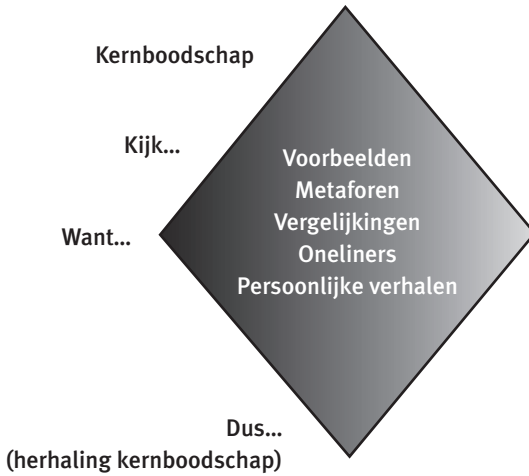 Kernboodschap
Kijk...
Voorbeelden
Metaforen
Want...
Vergelijkingen
Oneliners
Persoonlijke verhalen
Dus...
(herhaling kernboodschap)